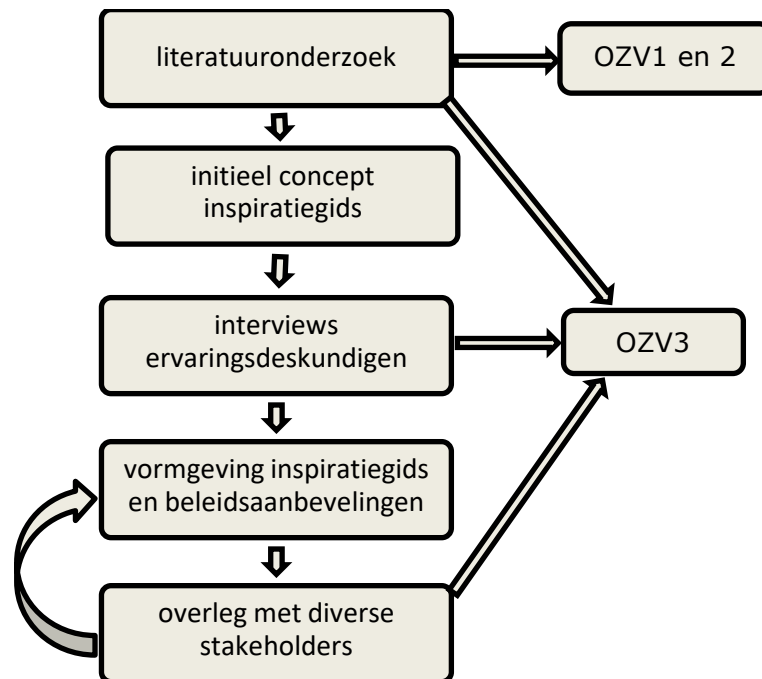 literatuuronderzoek
OZV1 en 2
initieel concept
inspiratiegids
interviews
ervaringsdeskundigen
OZV3
vormgeving inspiratiegids
en beleidsaanbevelingen
overleg met diverse
stakeholders